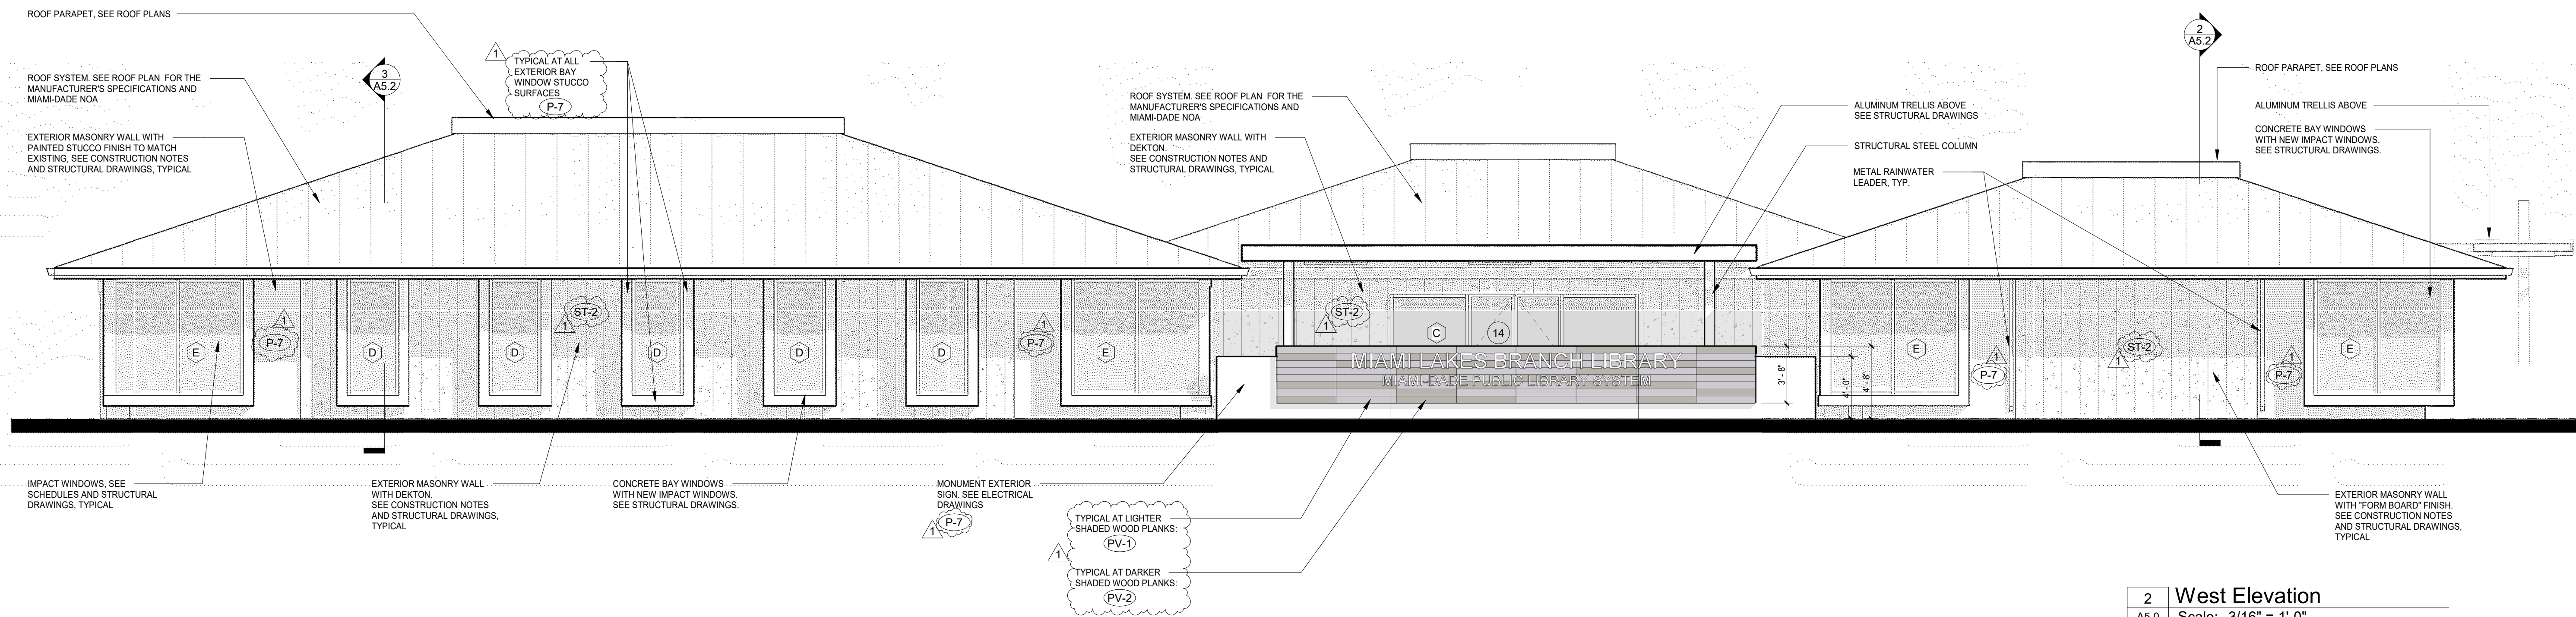 ROOF PARAPET, SEE ROOF PLANS
ROOF SYSTEM. SEE ROOF PLAN FOR THE
MANUFACTURER'S SPECIFICATIONS AND
MIAMI-DADE NOA
EXTERIOR MASONRY WALL WITH
PAINTED STUCCO FINISH TO MATCH
EXISTING, SEE CONSTRUCTION NOTES
AND STRUCTURAL DRAWINGS, TYPICAL
3
A5.2
1
TYPICAL AT ALL
EXTERIOR BAY
WINDOW STUCCO
SURFACES
P-7
ROOF SYSTEM. SEE ROOF PLAN FOR THE
MANUFACTURER'S SPECIFICATIONS AND
MIAMI-DADE NOA
EXTERIOR MASONRY WALL WITH
DEKTON.
SEE CONSTRUCTION NOTES AND
STRUCTURAL DRAWINGS, TYPICAL
ALUMINUM TRELLIS ABOVE
SEE STRUCTURAL DRAWINGS
STRUCTURAL STEEL COLUMN
METAL RAINWATER
LEADER, TYP.
2
A5.2
ROOF PARAPET, SEE ROOF PLANS
ALUMINUM TRELLIS ABOVE
CONCRETE BAY WINDOWS
WITH NEW IMPACT WINDOWS.
SEE STRUCTURAL DRAWINGS.
E
1
P-7
D
D
1
ST-2
D
D
D
1
P-7
E
1
ST-2
C
14
E
1
P-7
1
ST-2
1
P-7
E
MIAMI LAKES BRANCH LIBRARY
MIAMI-DADE PUBLIC LIBRARY SYSTEM
3' - 8"
4' - 0"
4' - 8"
IMPACT WINDOWS, SEE
SCHEDULES AND STRUCTURAL
DRAWINGS, TYPICAL
EXTERIOR MASONRY WALL
WITH DEKTON.
SEE CONSTRUCTION NOTES
AND STRUCTURAL DRAWINGS,
TYPICAL
CONCRETE BAY WINDOWS
WITH NEW IMPACT WINDOWS.
SEE STRUCTURAL DRAWINGS.
MONUMENT EXTERIOR
SIGN. SEE ELECTRICAL
DRAWINGS
1
P-7
1
TYPICAL AT LIGHTER
SHADED WOOD PLANKS:
PV-1
TYPICAL AT DARKER
SHADED WOOD PLANKS:
PV-2
EXTERIOR MASONRY WALL
WITH "FORM BOARD" FINISH.
SEE CONSTRUCTION NOTES
AND STRUCTURAL DRAWINGS,
TYPICAL
2
West Elevation
A5.0
Scale: 3/16" = 1'-0"